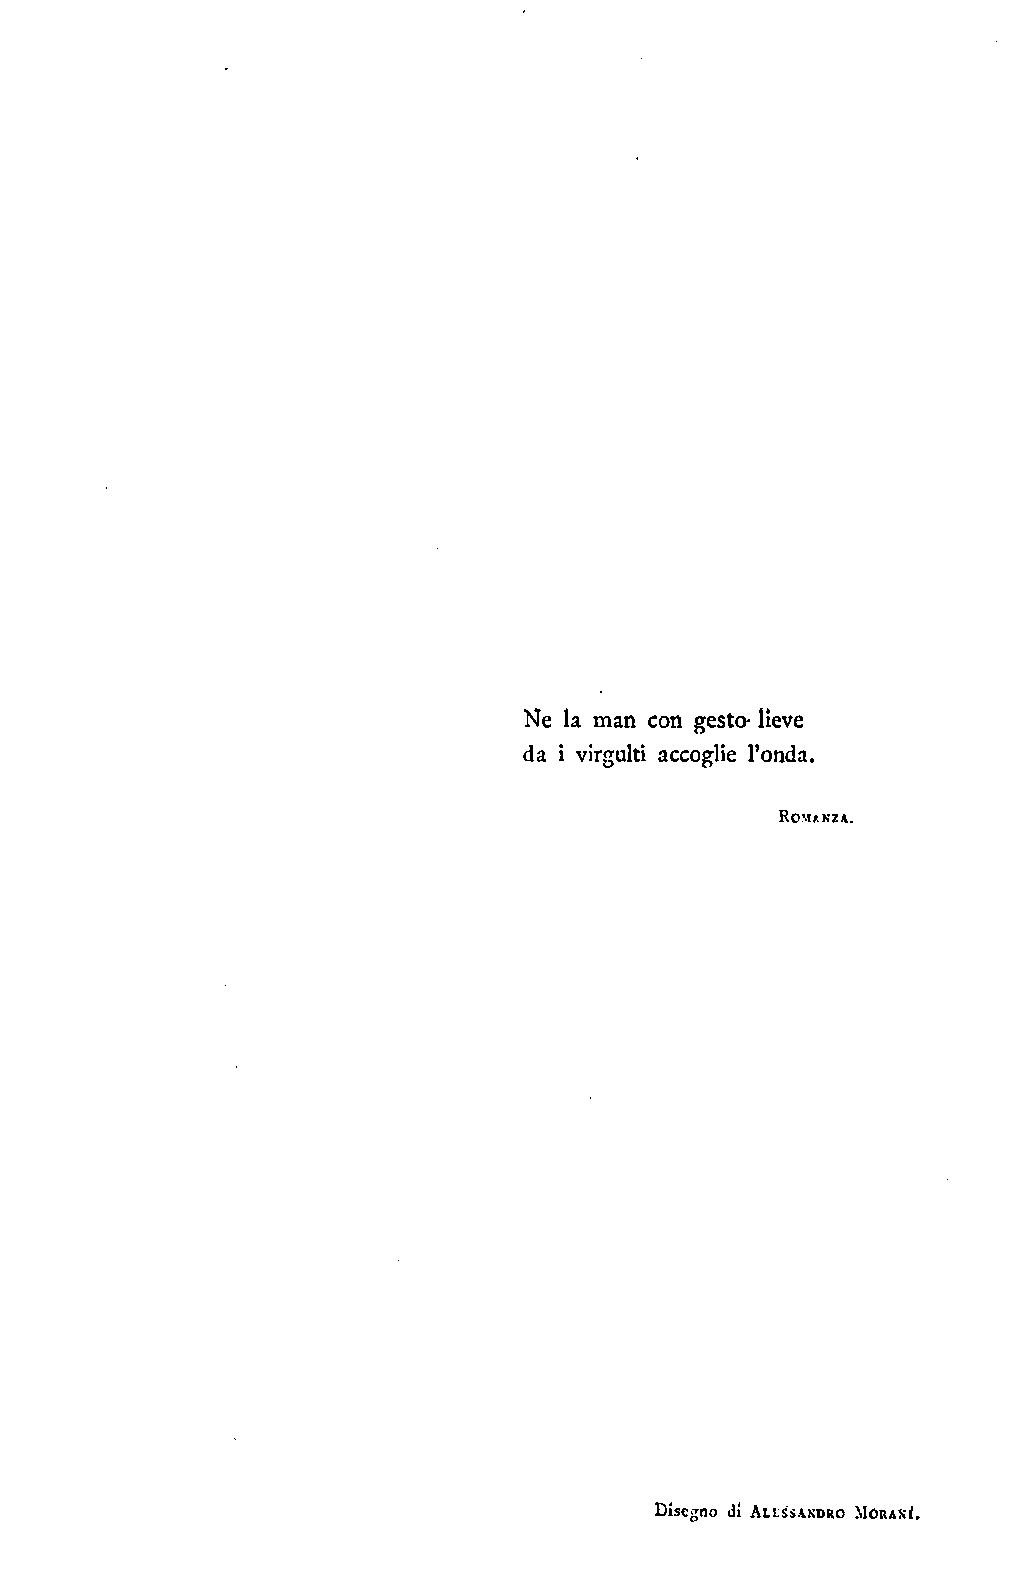 Ne la man con gesto lieve
da i virgulti accoglie l'onda.
ROMANZA.
Disegno di ALESSANDRO MORANI.